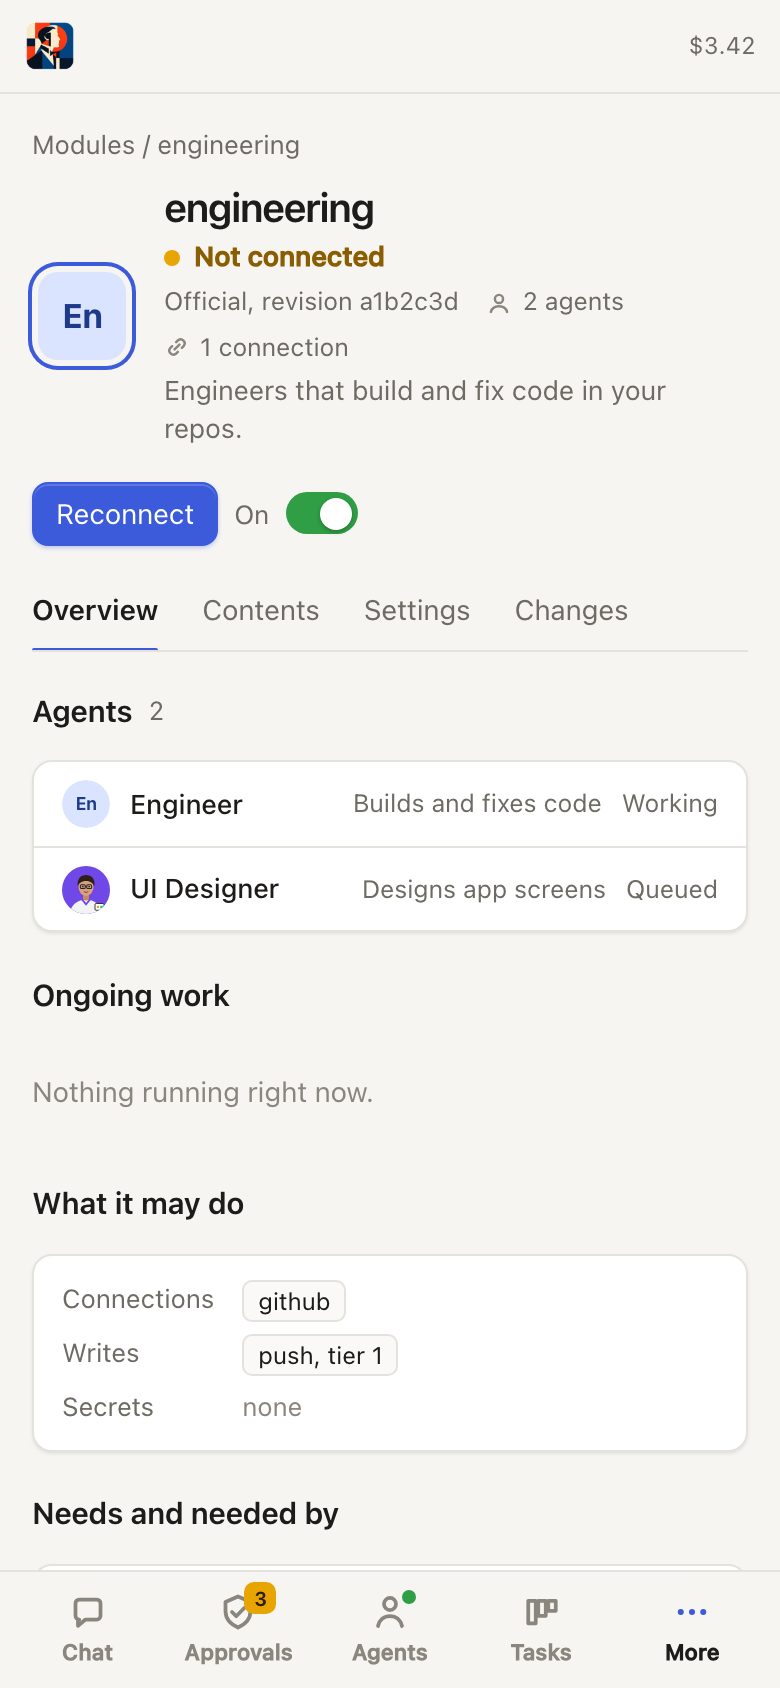 $3.42
Modules / engineering
engineering
Not connected
En
Official, revision a1b2c3d 2 agents
1 connection
Engineers that build and fix code in your
repos.
Reconnect On
Overview Contents Settings Changes
Agents 2
En Engineer Builds and fixes code Working
UI Designer Designs app screens Queued
Ongoing work
Nothing running right now.
What it may do
Connections github
Writes push, tier 1
Secrets none
Needs and needed by
3
Chat Approvals Agents Tasks More